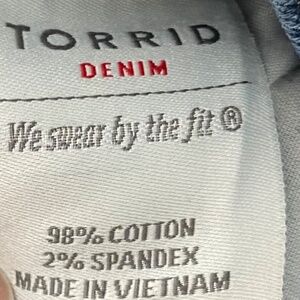 TORRID
DENIM
We swear by the fit ®
98% COTTON
2% SPANDEX
MADE IN VIETNAM